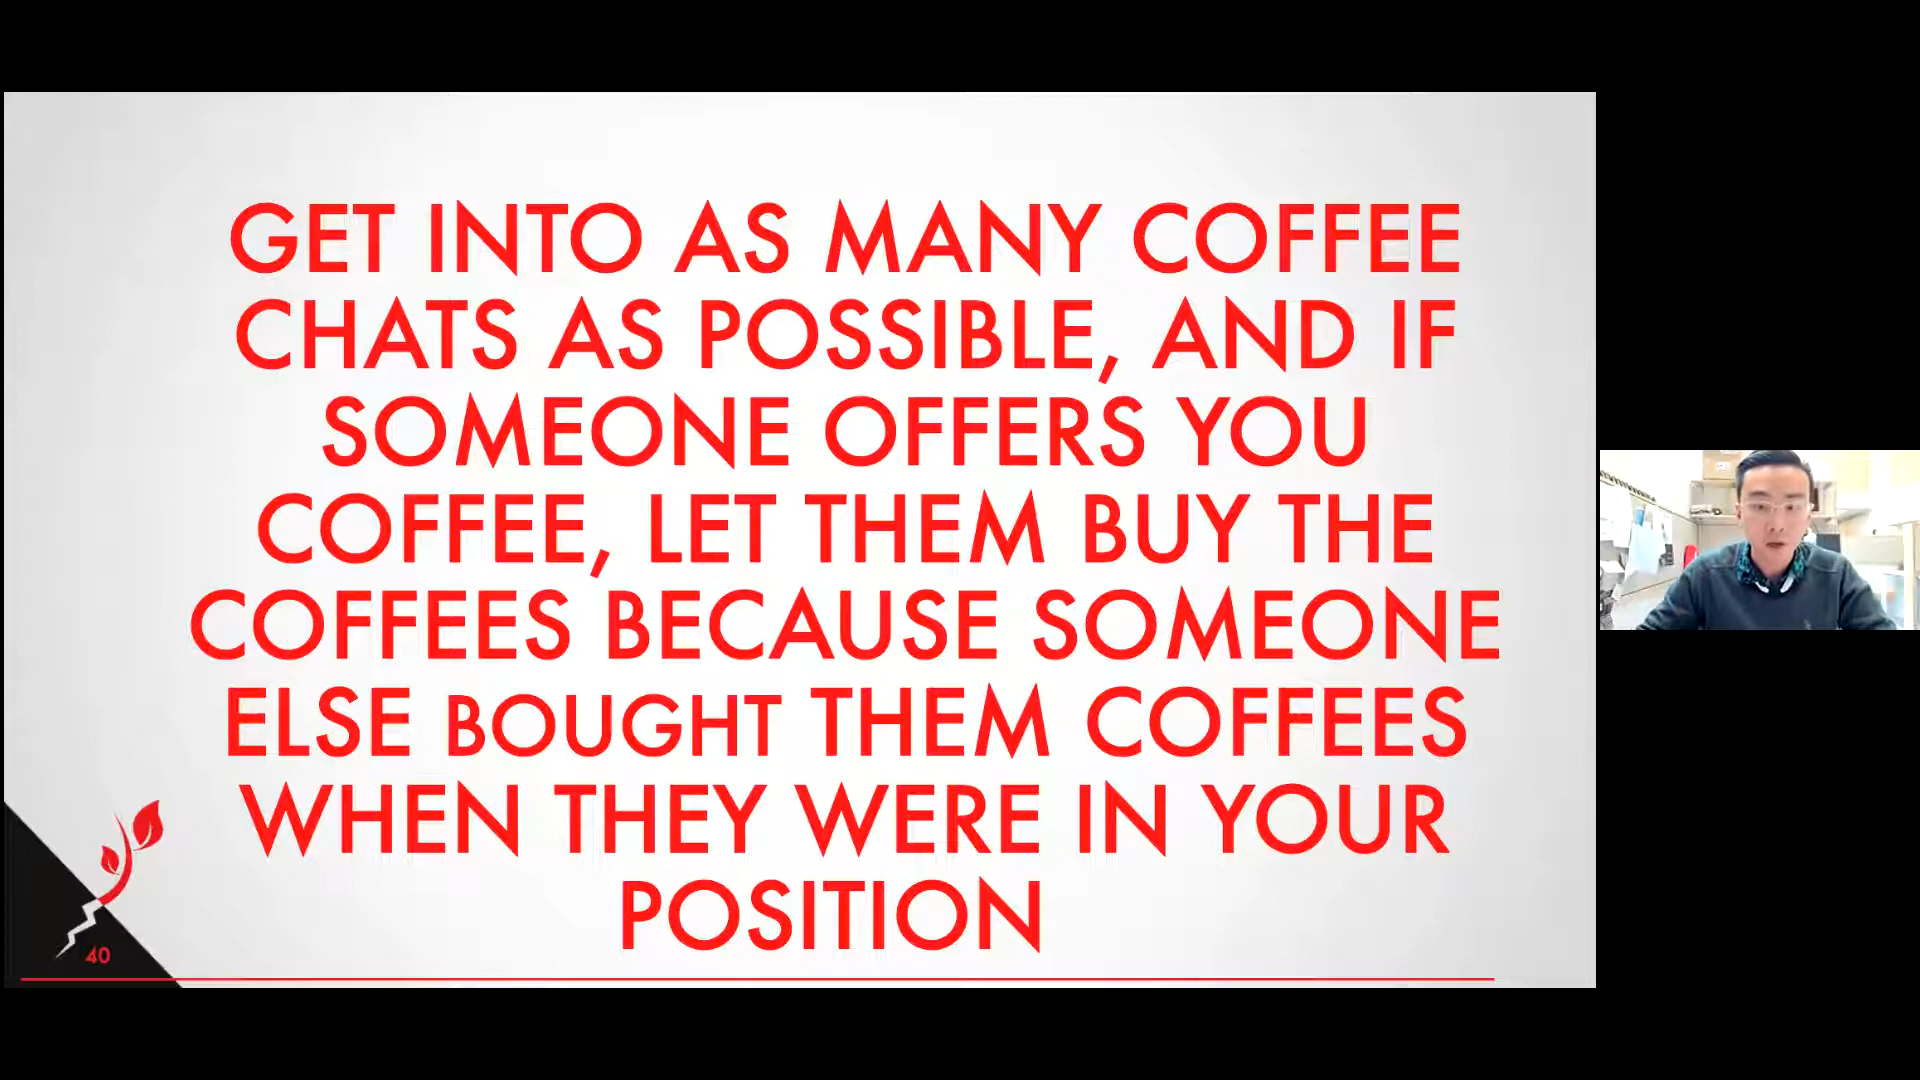 GET INTO AS MANY COFFEE
CHATS AS POSSIBLE, AND IF
SOMEONE OFFERS YOU
COFFEE, LET THEM BUY THE
COFFEES BECAUSE SOMEONE
ELSE BOUGHT THEM COFFEES
WHEN THEY WERE IN YOUR
POSITION
40